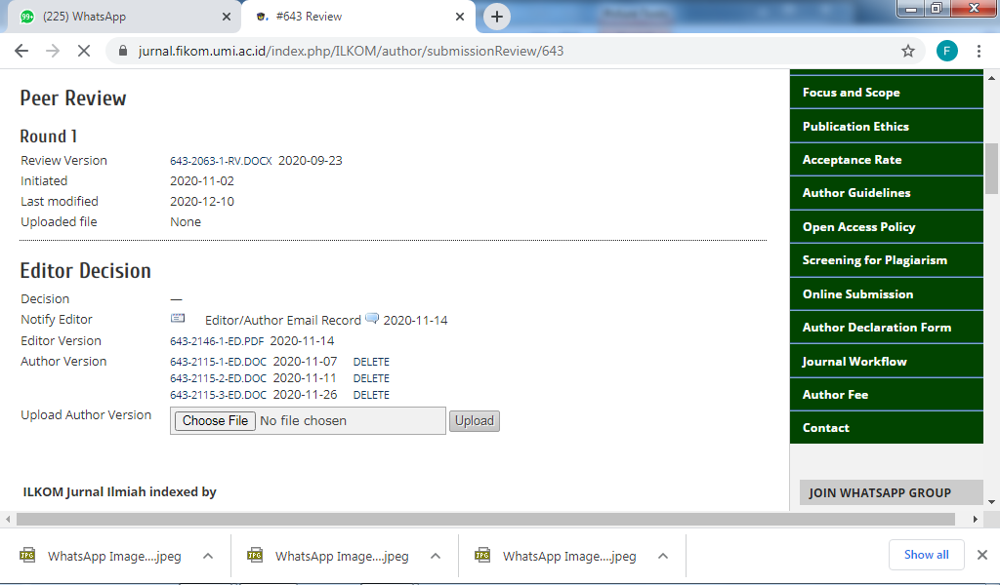 99+ (225) WhatsApp #643 Review
jurnal.fikom.umi.ac.id/index.php/ILKOM/author/submissionReview/643 F
Peer Review
Round 1
Review Version 643-2063-1-RV.DOCX 2020-09-23
Initiated 2020-11-02
Last modified 2020-12-10
Uploaded file None
Editor Decision
Decision —
Notify Editor Editor/Author Email Record 2020-11-14
Editor Version 643-2146-1-ED.PDF 2020-11-14
Author Version 643-2115-1-ED.DOC 2020-11-07 DELETE
643-2115-2-ED.DOC 2020-11-11 DELETE
643-2115-3-ED.DOC 2020-11-26 DELETE
Upload Author Version Choose File No file chosen Upload
ILKOM Jurnal Ilmiah indexed by
Focus and Scope
Publication Ethics
Acceptance Rate
Author Guidelines
Open Access Policy
Screening for Plagiarism
Online Submission
Author Declaration Form
Journal Workflow
Author Fee
Contact
JOIN WHATSAPP GROUP
JPG WhatsApp Image....jpeg JPG WhatsApp Image....jpeg JPG WhatsApp Image....jpeg Show all